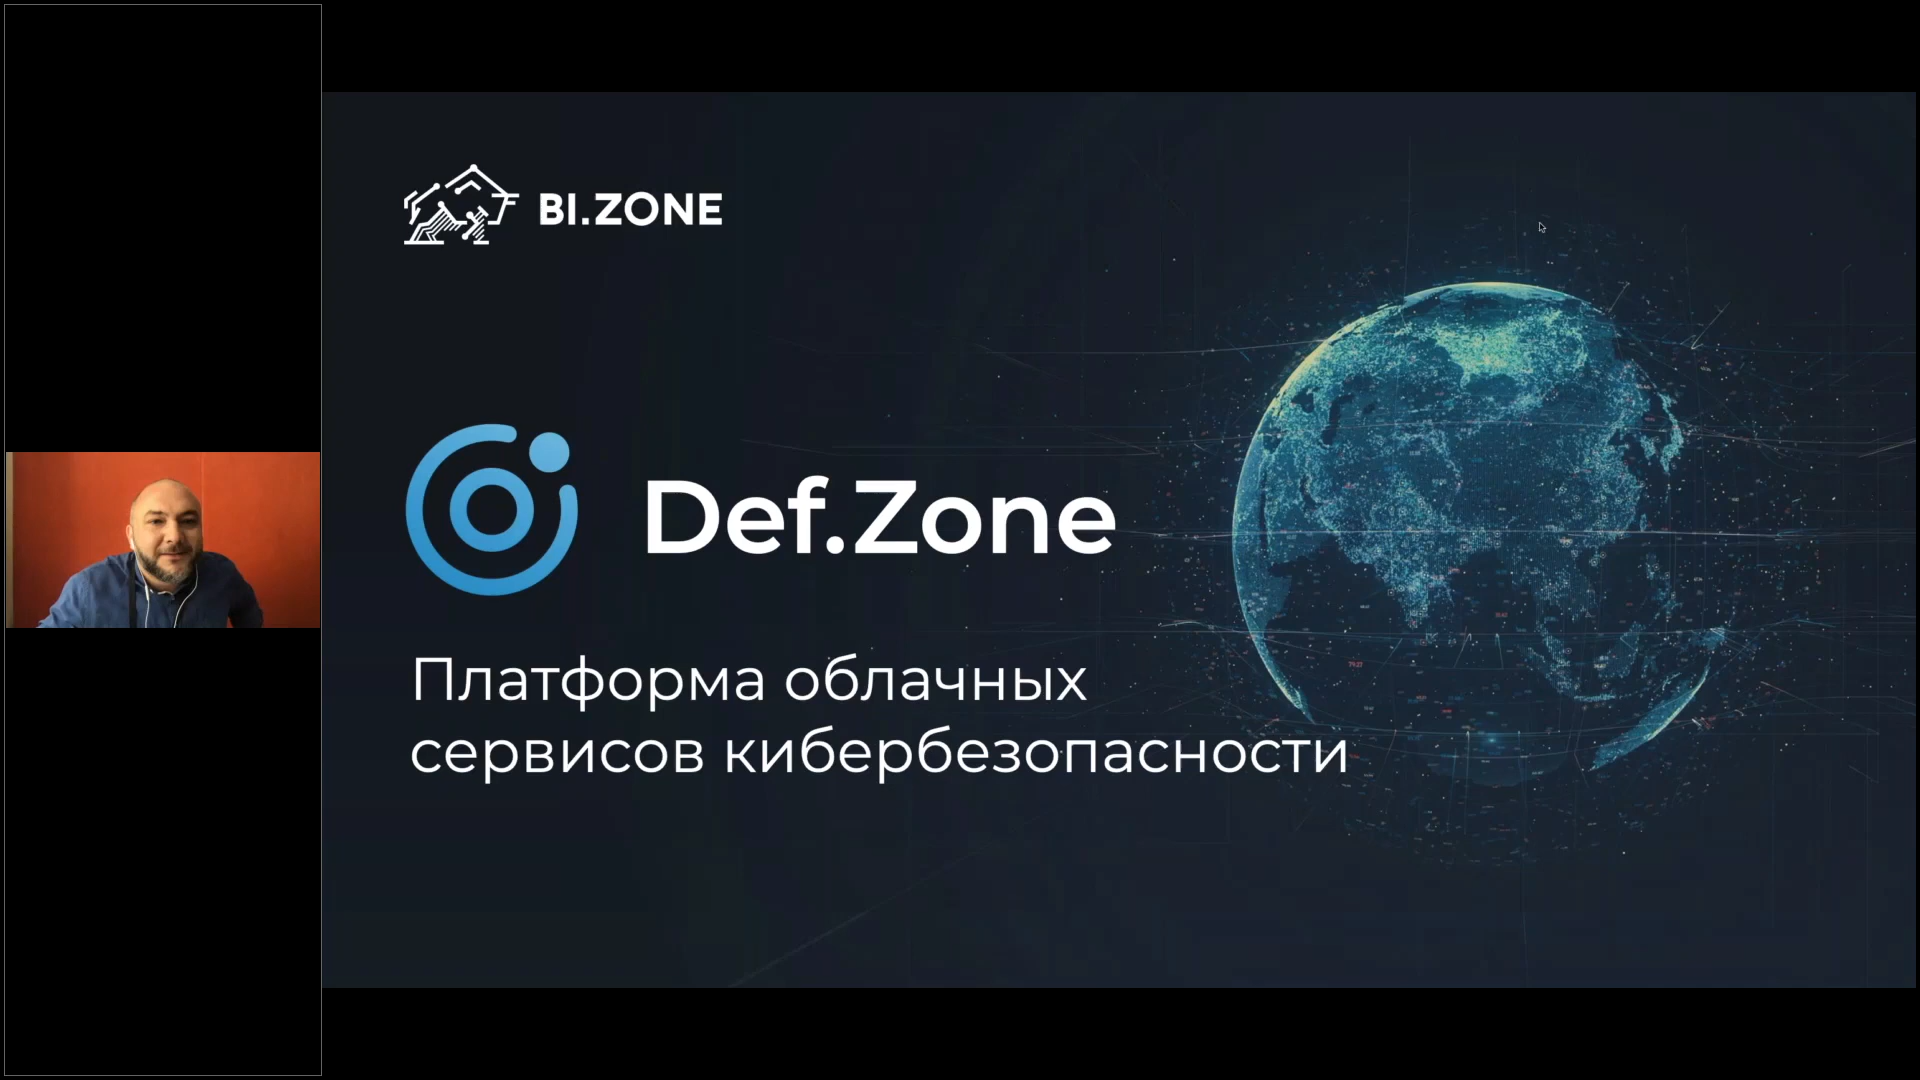 BI.ZONE
Def.Zone
Платформа облачных
сервисов кибербезопасности